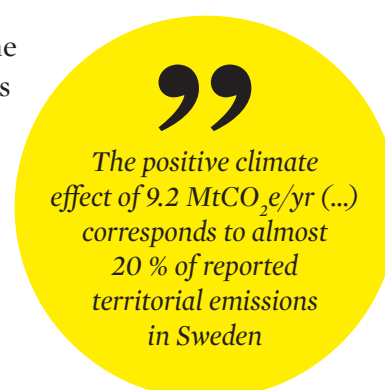 ”
The positive climate
effect of 9.2 MtCO₂e/yr (...)
corresponds to almost
20 % of reported
territorial emissions
in Sweden